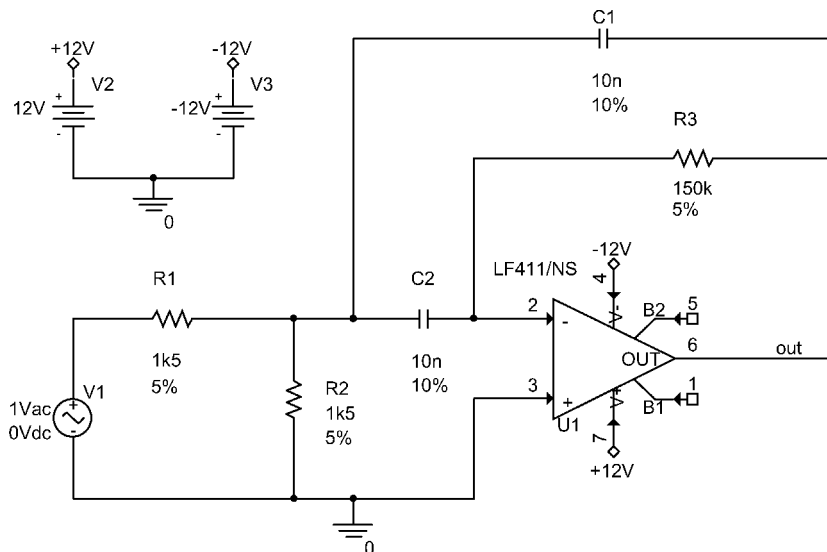 C1
10n
10%
+12V
V2
+
12V
-
-12V
V3
+
-12V
-
0
R3
150k
5%
R1
1k5
5%
C2
10n
10%
LF411/NS
-12V
4
V-
2
-
B2
5
OUT
6
out
3
+
U1
V+
B1
1
7
+12V
R2
1k5
5%
V1
+
-
1Vac
0Vdc
0